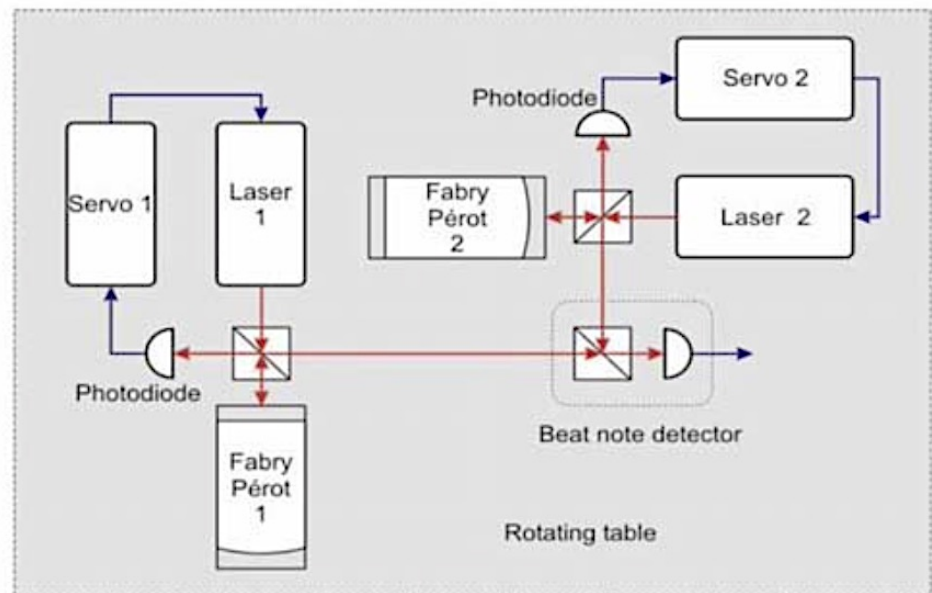 Servo 2
Photodiode
Servo 1
Laser
1
Fabry
Pérot
2
Laser 2
Photodiode
Beat note detector
Fabry
Pérot
1
Rotating table